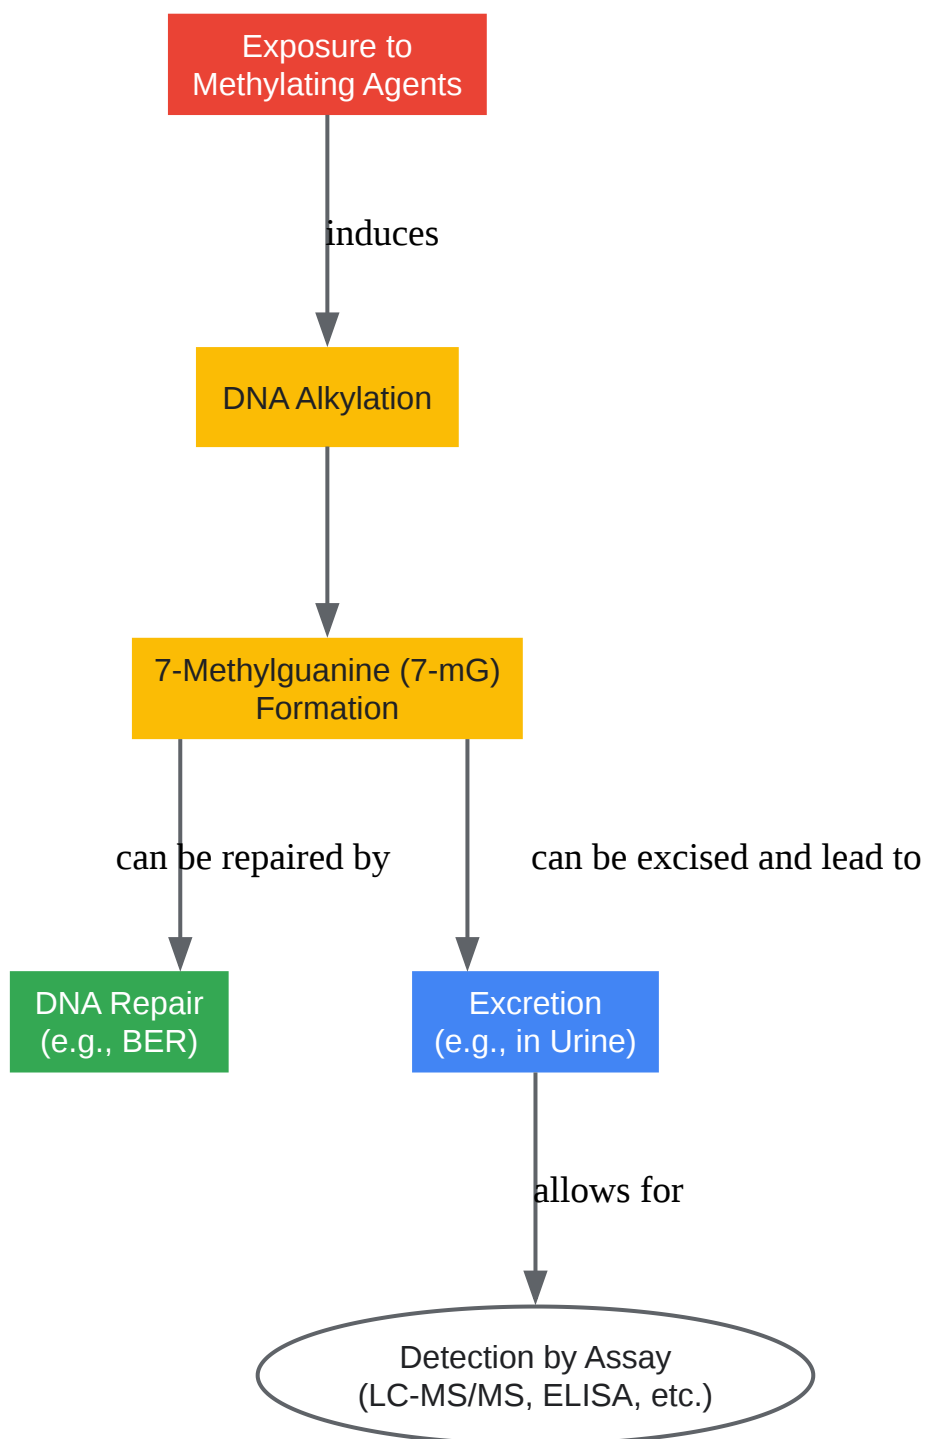 Exposure to
Methylating Agents
induces
DNA Alkylation
7-Methylguanine (7-mG)
Formation
can be repaired by
can be excised and lead to
DNA Repair
(e.g., BER)
Excretion
(e.g., in Urine)
allows for
Detection by Assay
(LC-MS/MS, ELISA, etc.)